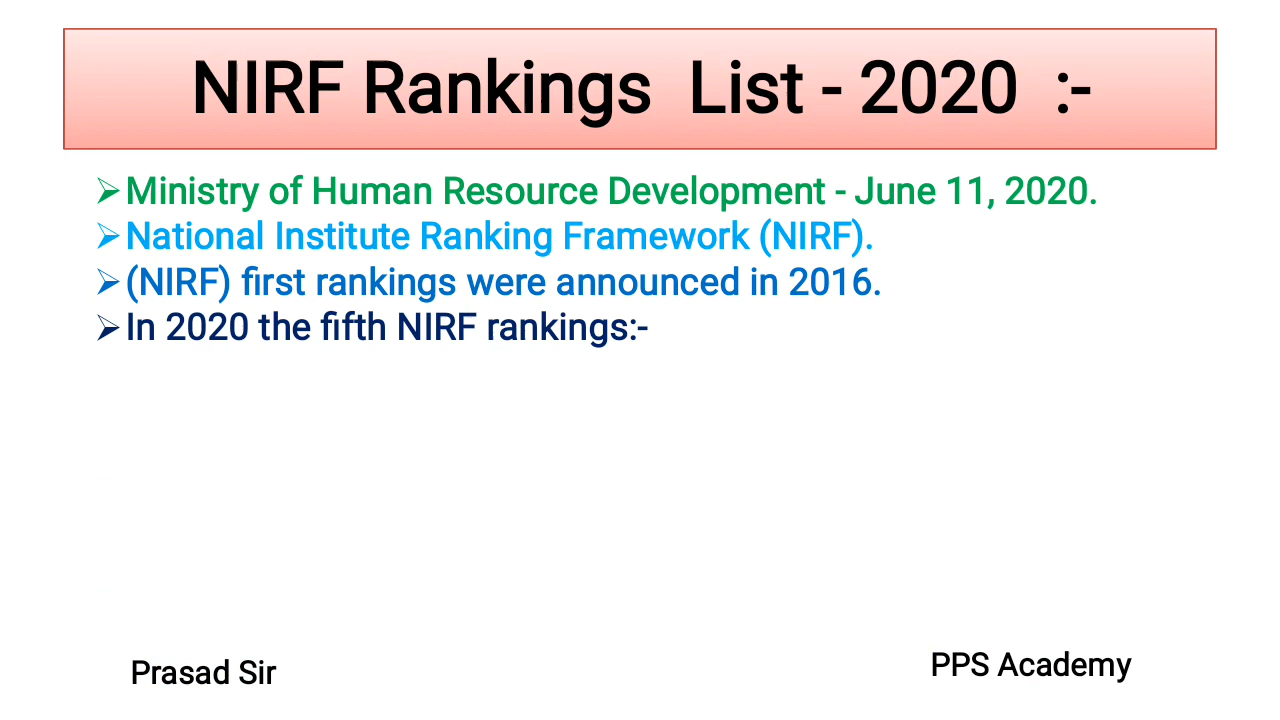 NIRF Rankings List - 2020 :-
➢Ministry of Human Resource Development - June 11, 2020.
➢National Institute Ranking Framework (NIRF).
➢(NIRF) first rankings were announced in 2016.
➢In 2020 the fifth NIRF rankings:-
Prasad Sir
PPS Academy